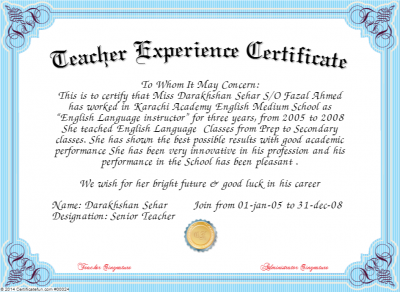 Teacher Experience Certificate
To Whom It May Concern:
This is to certify that Miss Darakhshan Sehar S/O Fazal Ahmed
has worked in Karachi Academy English Medium School as
"English Language instructor" for three years, from 2005 to 2008
She teached English Language Classes from Prep to Secondary
classes. She has shown the best possible results with good academic
performance She has been very innovative in his profession and his
performance in the School has been pleasant .
We wish for her bright future & good luck in his career
Name: Darakhshan Sehar Join from 01-jan-05 to 31-dec-08
Designation: Senior Teacher
Teacher Signature Administrator Signature
© 2014 Certificatefun.com #00024